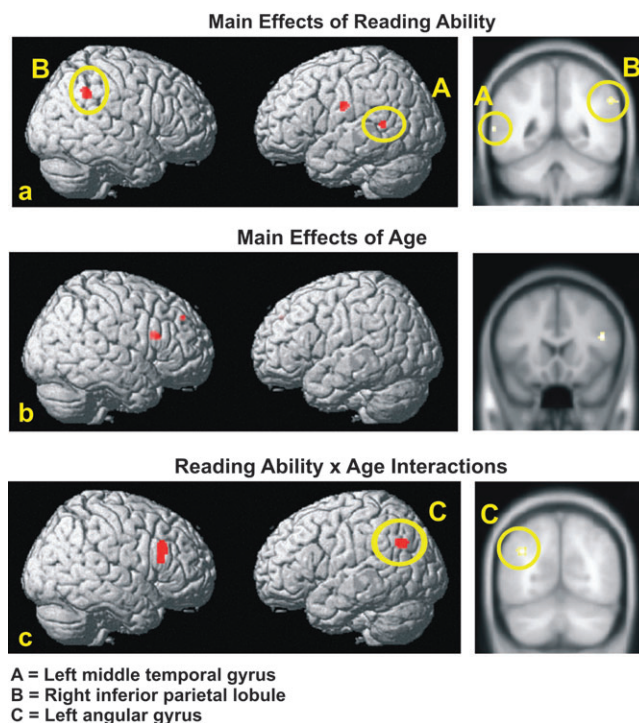 Main Effects of Reading Ability
B
A
A
B
a
Main Effects of Age
b
Reading Ability x Age Interactions
C
C
c
A = Left middle temporal gyrus
B = Right inferior parietal lobule
C = Left angular gyrus